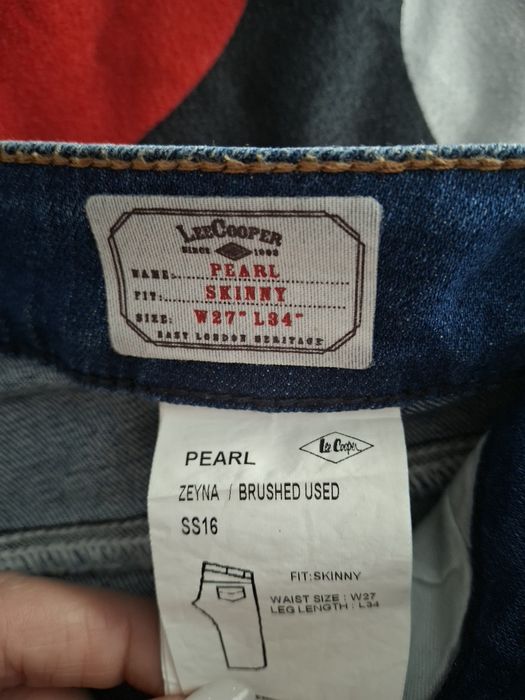 LEE COOPER
SINCE 1908
NAME: PEARL
FIT: SKINNY
SIZE: W27" L34"
EAST LONDON HERITAGE
Lee Cooper
PEARL
ZEYNA / BRUSHED USED
SS16
FIT:SKINNY
WAIST SIZE : W27
LEG LENGTH : L34